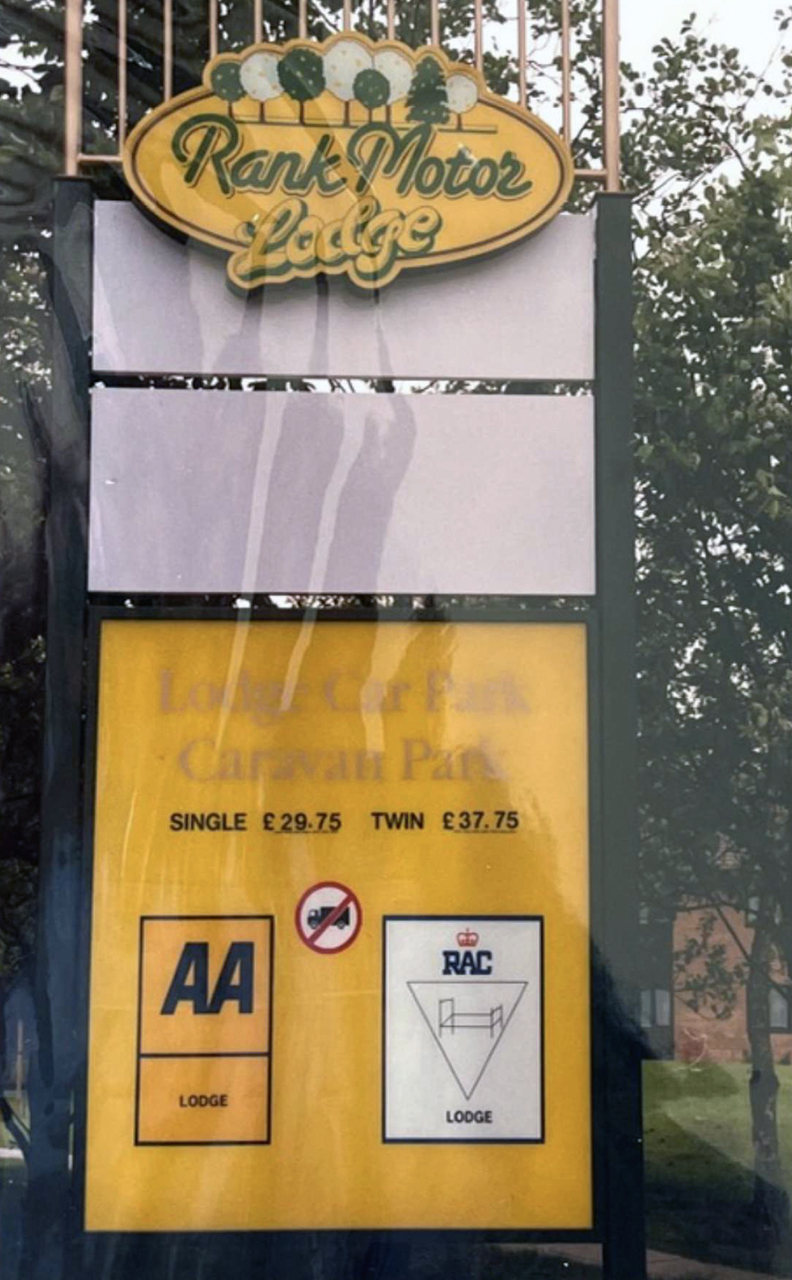 Rank Motor
Lodge
Lodge Car Park
Caravan Park
SINGLE £29.75 TWIN £37.75
AA
RAC
LODGE
LODGE